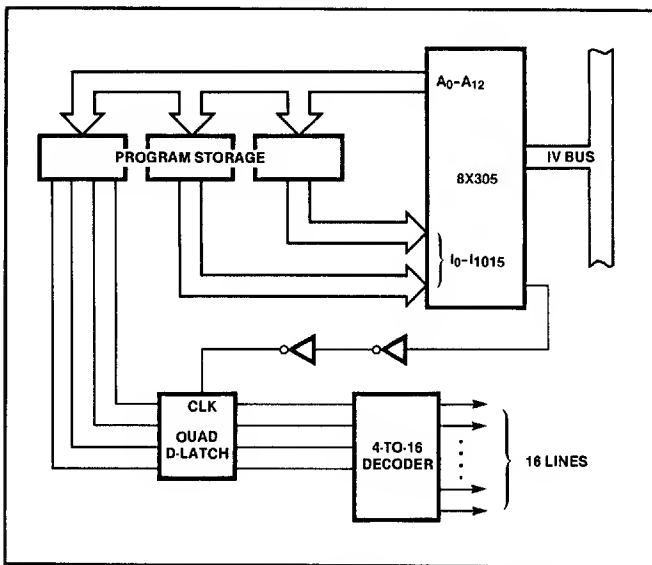 A0–A12
PROGRAM STORAGE
IV BUS
8X305
I0–I1015
CLK
QUAD
D-LATCH
4-TO-16
DECODER
16 LINES